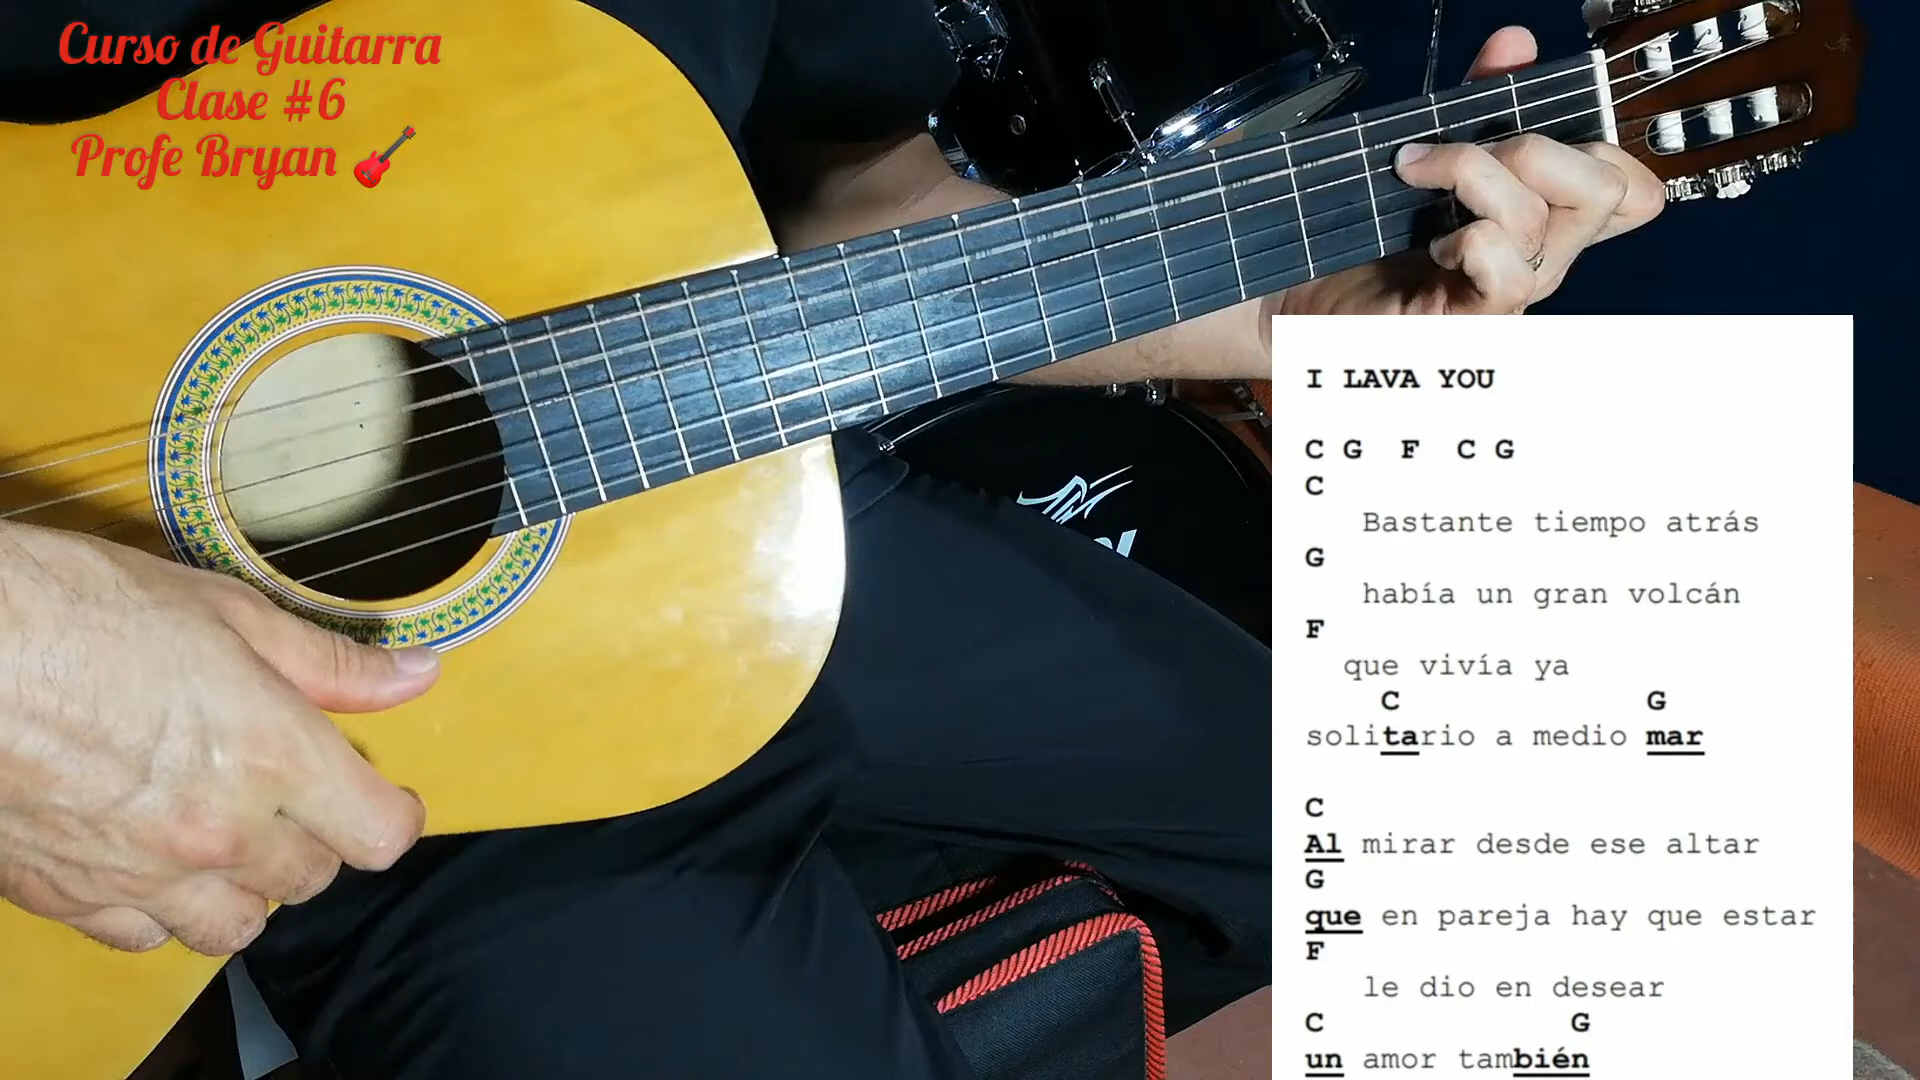 Curso de Guitarra
Clase #6
Profe Bryan
I LAVA YOU
C G F C G
C
Bastante tiempo atrás
G
había un gran volcán
F
que vivía ya
C G
solitario a medio mar
C
Al mirar desde ese altar
G
que en pareja hay que estar
F
le dio en desear
C G
un amor también